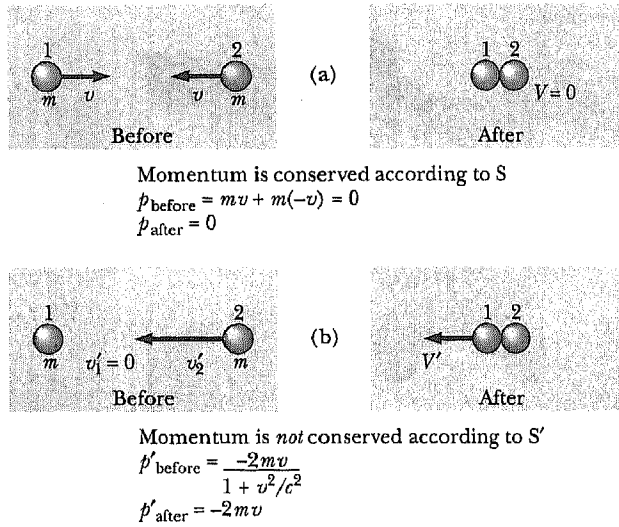 1 2 (a) 1 2
m v v m V = 0
Before After
Momentum is conserved according to S
p_before = mv + m(−v) = 0
p_after = 0
1 2 (b) 1 2
m v′₁ = 0 v′₂ m V′
Before After
Momentum is not conserved according to S′
p′_before = −2mv / (1 + v²/c²)
p′_after = −2mv